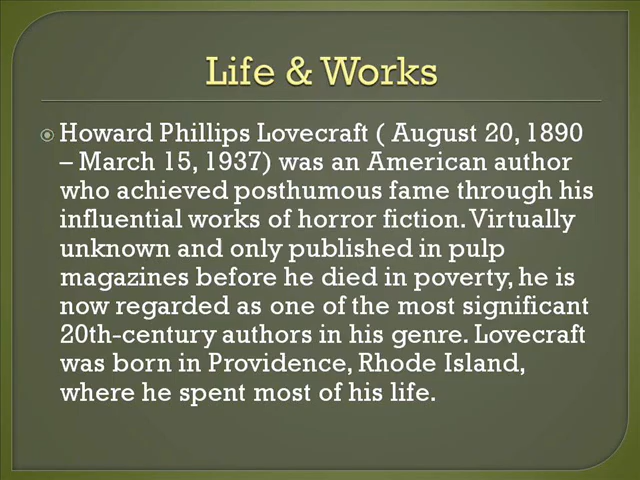 Life & Works
Howard Phillips Lovecraft ( August 20, 1890
– March 15, 1937) was an American author
who achieved posthumous fame through his
influential works of horror fiction. Virtually
unknown and only published in pulp
magazines before he died in poverty, he is
now regarded as one of the most significant
20th-century authors in his genre. Lovecraft
was born in Providence, Rhode Island,
where he spent most of his life.